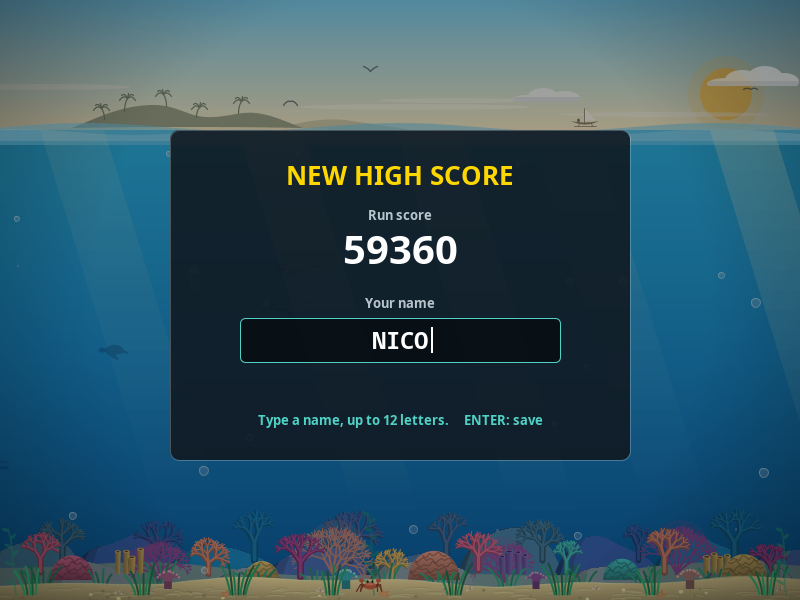 NEW HIGH SCORE
Run score
59360
Your name
NICO
Type a name, up to 12 letters. ENTER: save